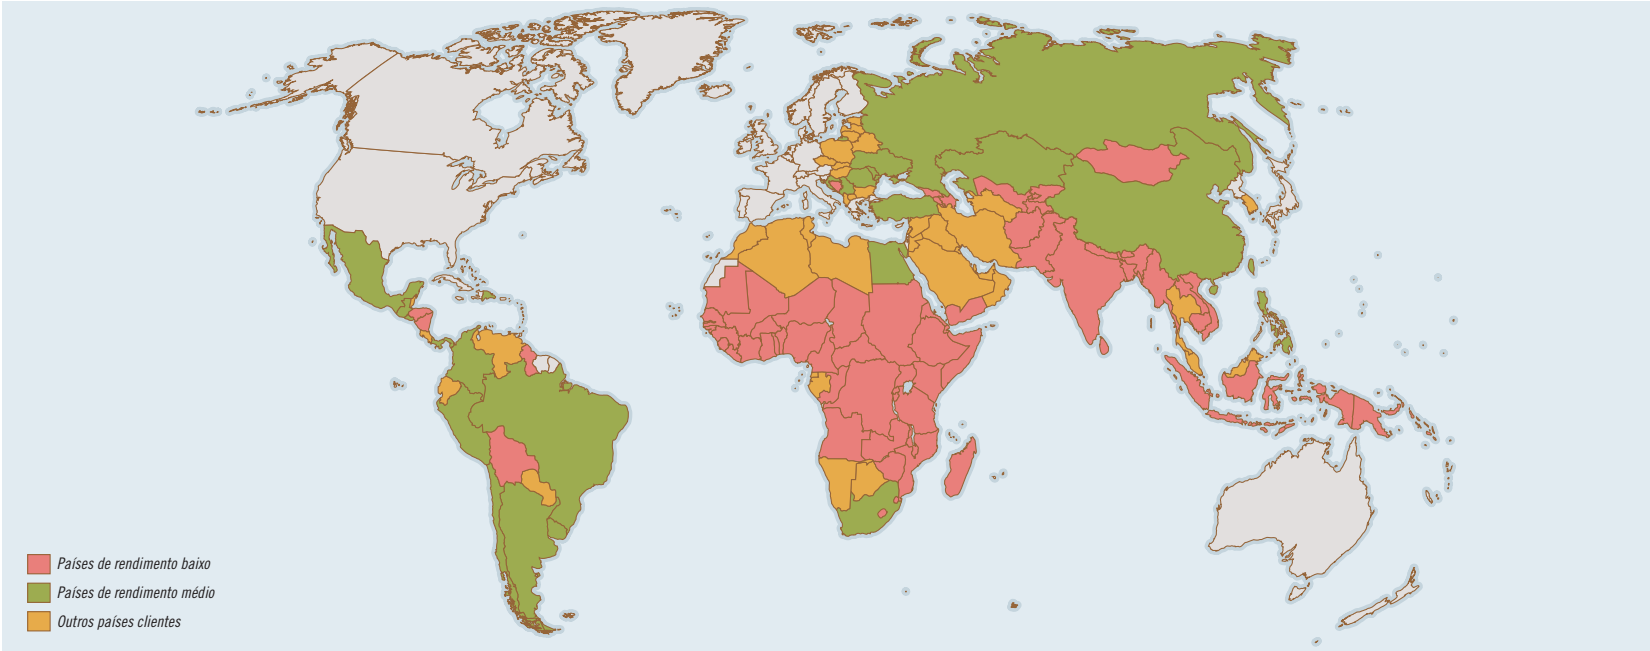 Países de rendimento baixo
Países de rendimento médio
Outros países clientes